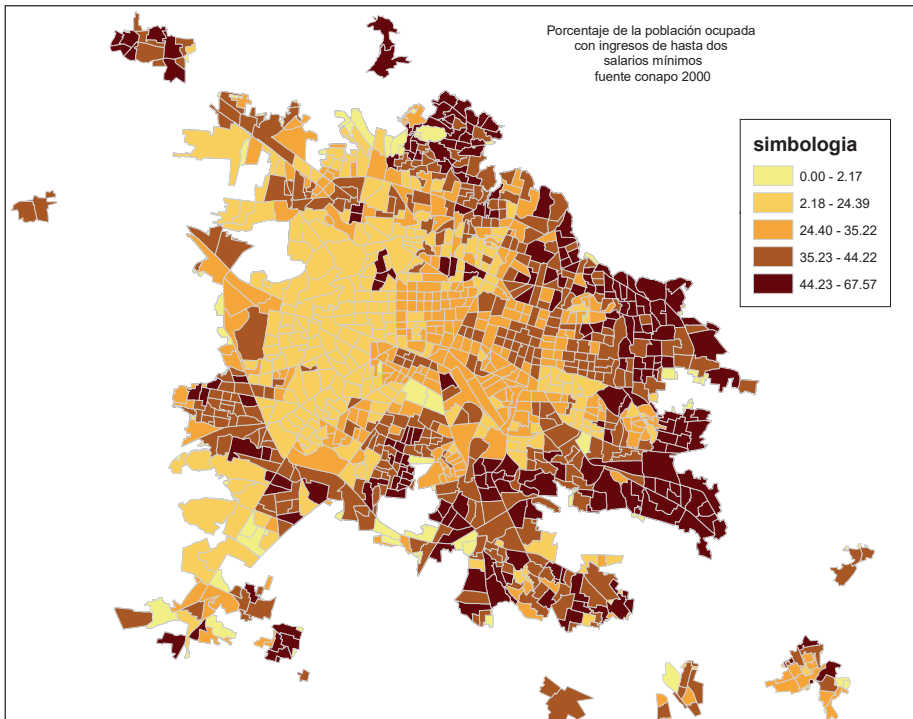 Porcentaje de la población ocupada
con ingresos de hasta dos
salarios mínimos
fuente conapo 2000
simbologia
0.00 - 2.17
2.18 - 24.39
24.40 - 35.22
35.23 - 44.22
44.23 - 67.57